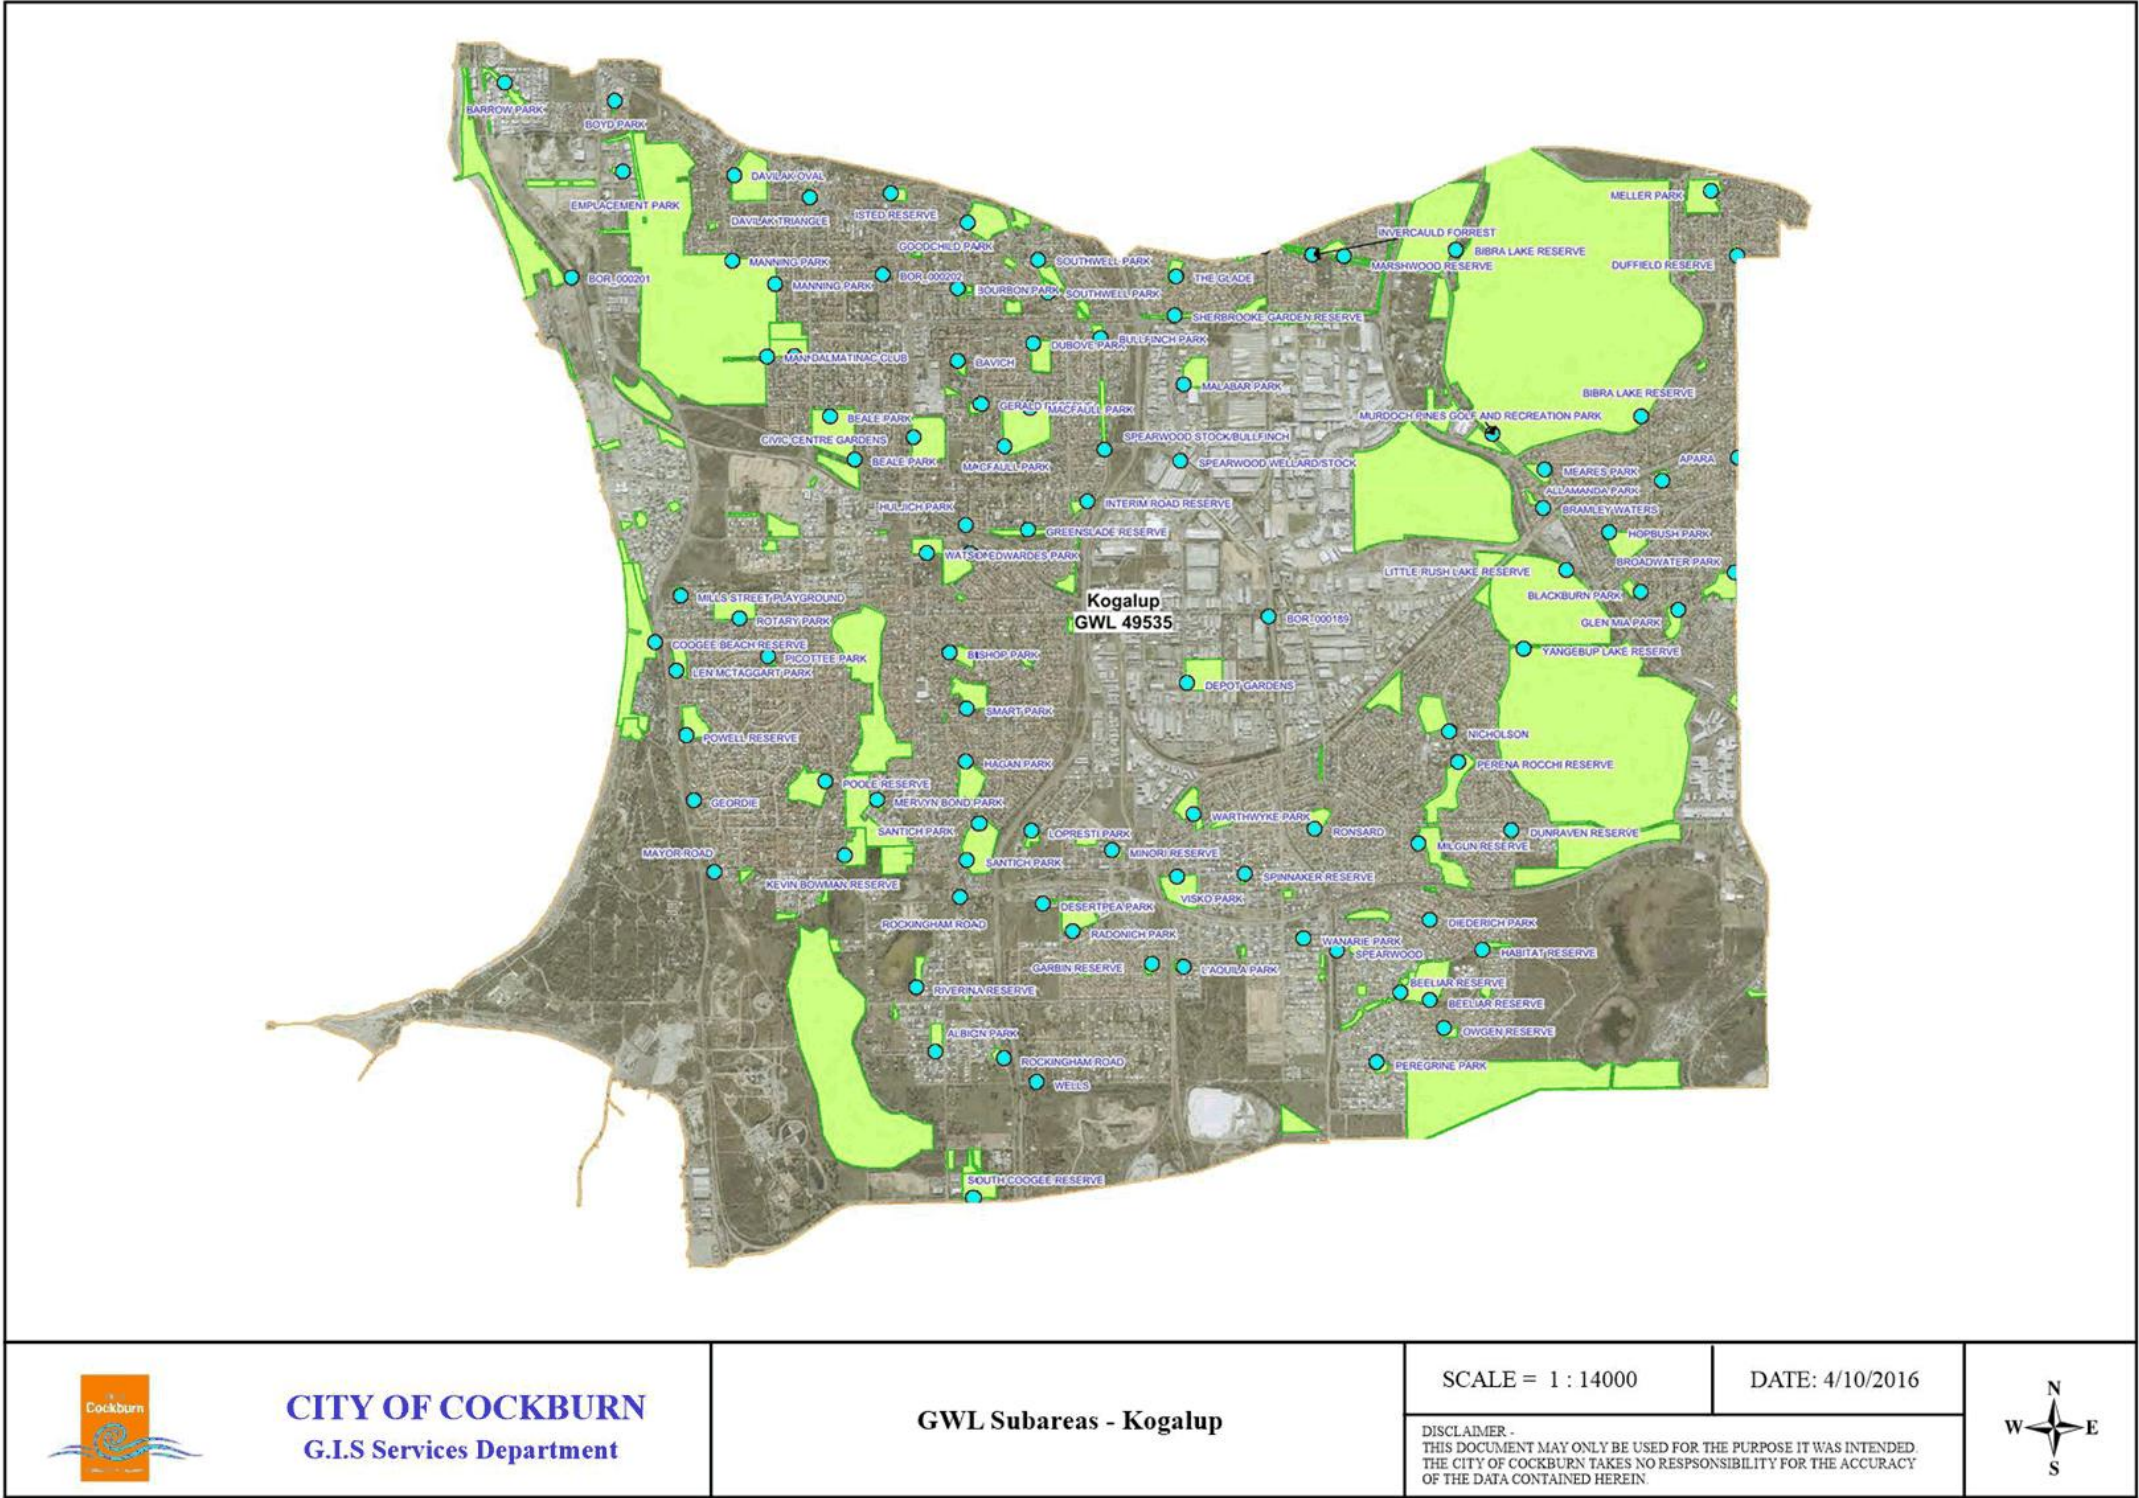 BARROW PARK
BOYD PARK
DAVILAK OVAL
MELLER PARK
EMPLACEMENT PARK
ISTED RESERVE
DAVILAK TRIANGLE
INVERCAULD FORREST
GOODCHILD PARK
BIBRA LAKE RESERVE
MANNING PARK
SOUTHWELL PARK
MARSHWOOD RESERVE
DUFFIELD RESERVE
BOR_000201
BOR_000202
THE GLADE
MANNING PARK
BOURBON PARK
SOUTHWELL PARK
SHERBROOKE GARDEN RESERVE
DUBOVE PARK
BULLFINCH PARK
DALMATINAC CLUB
BAVICH
MALABAR PARK
BIBRA LAKE RESERVE
GERALD RESERVE
MACFAULL PARK
BEALE PARK
MURDOCH PINES GOLF AND RECREATION PARK
CIVIC CENTRE GARDENS
SPEARWOOD STOCK/BULLFINCH
BEALE PARK
MACFAULL PARK
SPEARWOOD WELLARD/STOCK
APARA
MEARES PARK
ALLAMANDA PARK
HULJICH PARK
INTERIM ROAD RESERVE
BRAMLEY WATERS
GREENSLADE RESERVE
HOPBUSH PARK
EDWARDES PARK
BROADWATER PARK
LITTLE RUSH LAKE RESERVE
MILLS STREET PLAYGROUND
BLACKBURN PARK
Kogalup
GWL 49535
ROTARY PARK
BOR_000189
GLEN MIA PARK
COOGEE BEACH RESERVE
BISHOP PARK
YANGEBUP LAKE RESERVE
PICOTTEE PARK
LEN MCTAGGART PARK
DEPOT GARDENS
SMART PARK
POWELL RESERVE
NICHOLSON
HAGAN PARK
PERENA ROCCHI RESERVE
POOLE RESERVE
GEORDIE
MERVYN BOND PARK
WARTHWYKE PARK
SANTICH PARK
LOPRESTI PARK
RONSARD
DUNRAVEN RESERVE
MAYOR ROAD
MINORI RESERVE
MILGUN RESERVE
SANTICH PARK
KEVIN BOWMAN RESERVE
SPINNAKER RESERVE
VISKO PARK
DESERTPEA PARK
ROCKINGHAM ROAD
DIEDERICH PARK
RADONICH PARK
WANARIE PARK
SPEARWOOD
HABITAT RESERVE
GARBIN RESERVE
L'AQUILA PARK
BEELIAR RESERVE
RIVERINA RESERVE
BEELIAR RESERVE
ALBION PARK
OWGEN RESERVE
ROCKINGHAM ROAD
PEREGRINE PARK
WELLS
SOUTH COOGEE RESERVE
Cockburn
CITY OF COCKBURN
G.I.S Services Department
GWL Subareas - Kogalup
SCALE = 1 : 14000
DATE: 4/10/2016
DISCLAIMER -
THIS DOCUMENT MAY ONLY BE USED FOR THE PURPOSE IT WAS INTENDED.
THE CITY OF COCKBURN TAKES NO RESPSONSIBILITY FOR THE ACCURACY
OF THE DATA CONTAINED HEREIN.
N
W
E
S